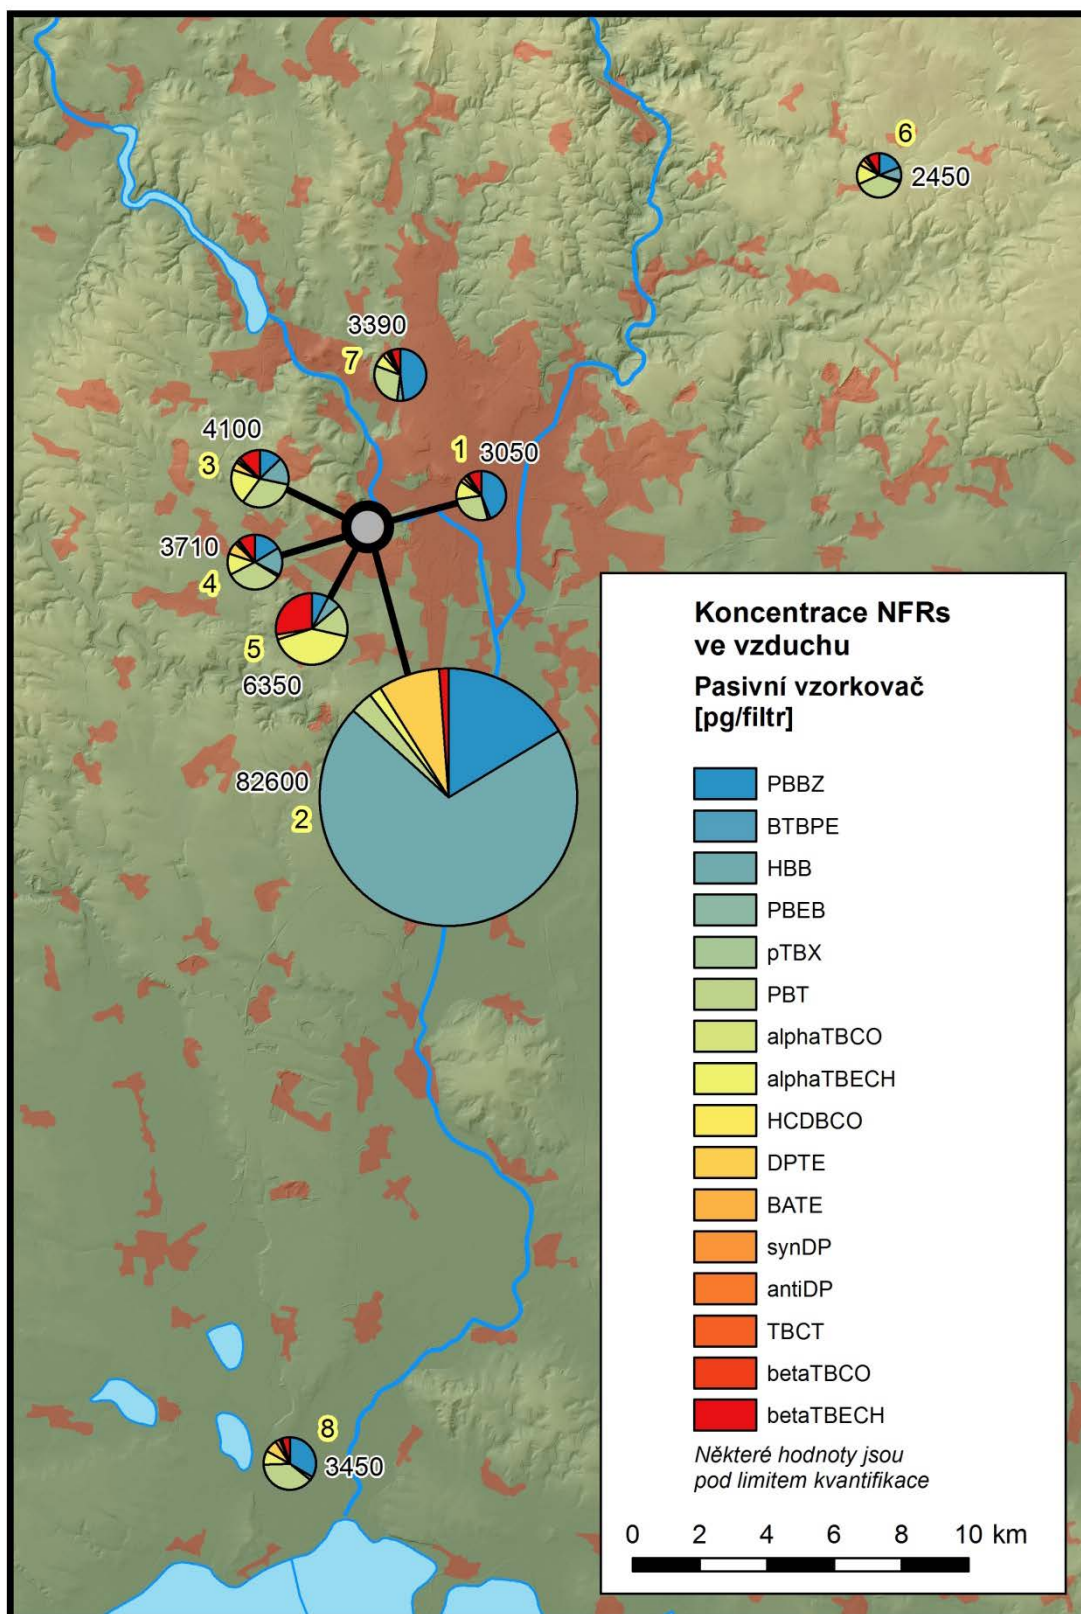 6
2450
3390
7
4100
3
1
3050
3710
4
5
6350
82600
2
8
3450
Koncentrace NFRs
ve vzduchu
Pasivní vzorkovač
[pg/filtr]
PBBZ
BTBPE
HBB
PBEB
pTBX
PBT
alphaTBCO
alphaTBECH
HCDBCO
DPTE
BATE
synDP
antiDP
TBCT
betaTBCO
betaTBECH
Některé hodnoty jsou
pod limitem kvantifikace
0 2 4 6 8 10 km